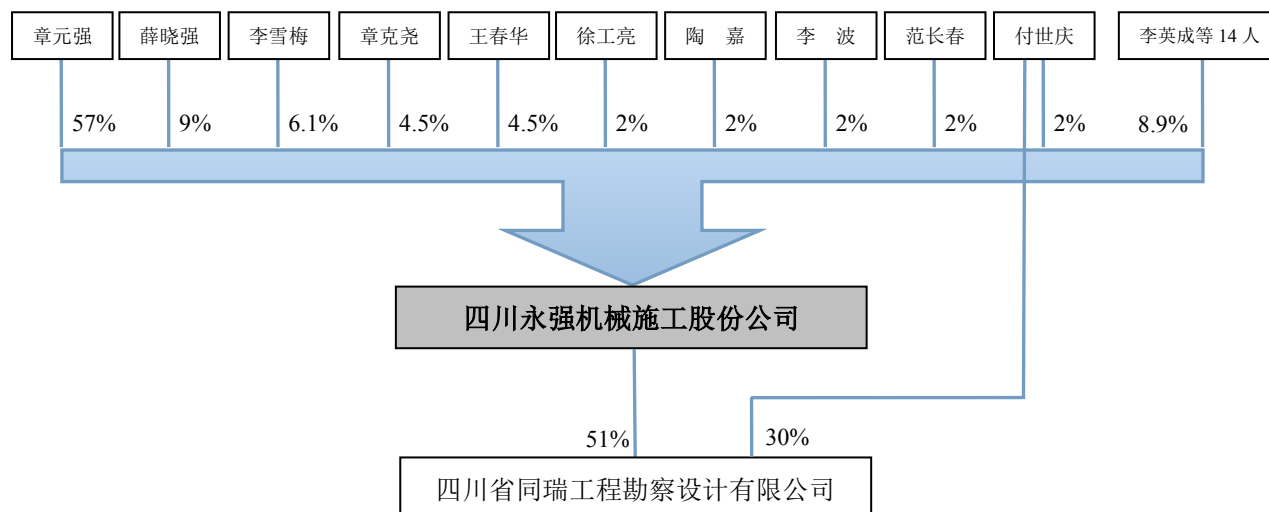 章元强
薛晓强
李雪梅
章克尧
王春华
徐工亮
陶 嘉
李 波
范长春
付世庆
李英成等 14 人
57%
9%
6.1%
4.5%
4.5%
2%
2%
2%
2%
2%
8.9%
四川永强机械施工股份公司
51%
30%
四川省同瑞工程勘察设计有限公司